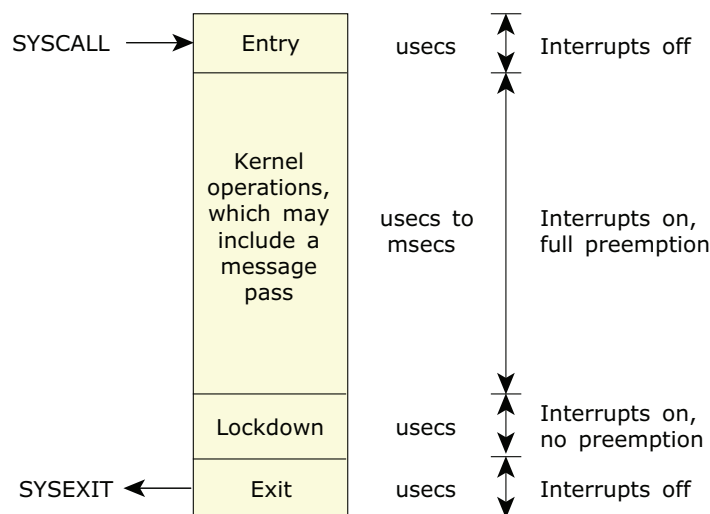 SYSCALL
Entry
usecs
Interrupts off
Kernel
operations,
which may
include a
message
pass
usecs to
msecs
Interrupts on,
full preemption
Lockdown
usecs
Interrupts on,
no preemption
SYSEXIT
Exit
usecs
Interrupts off